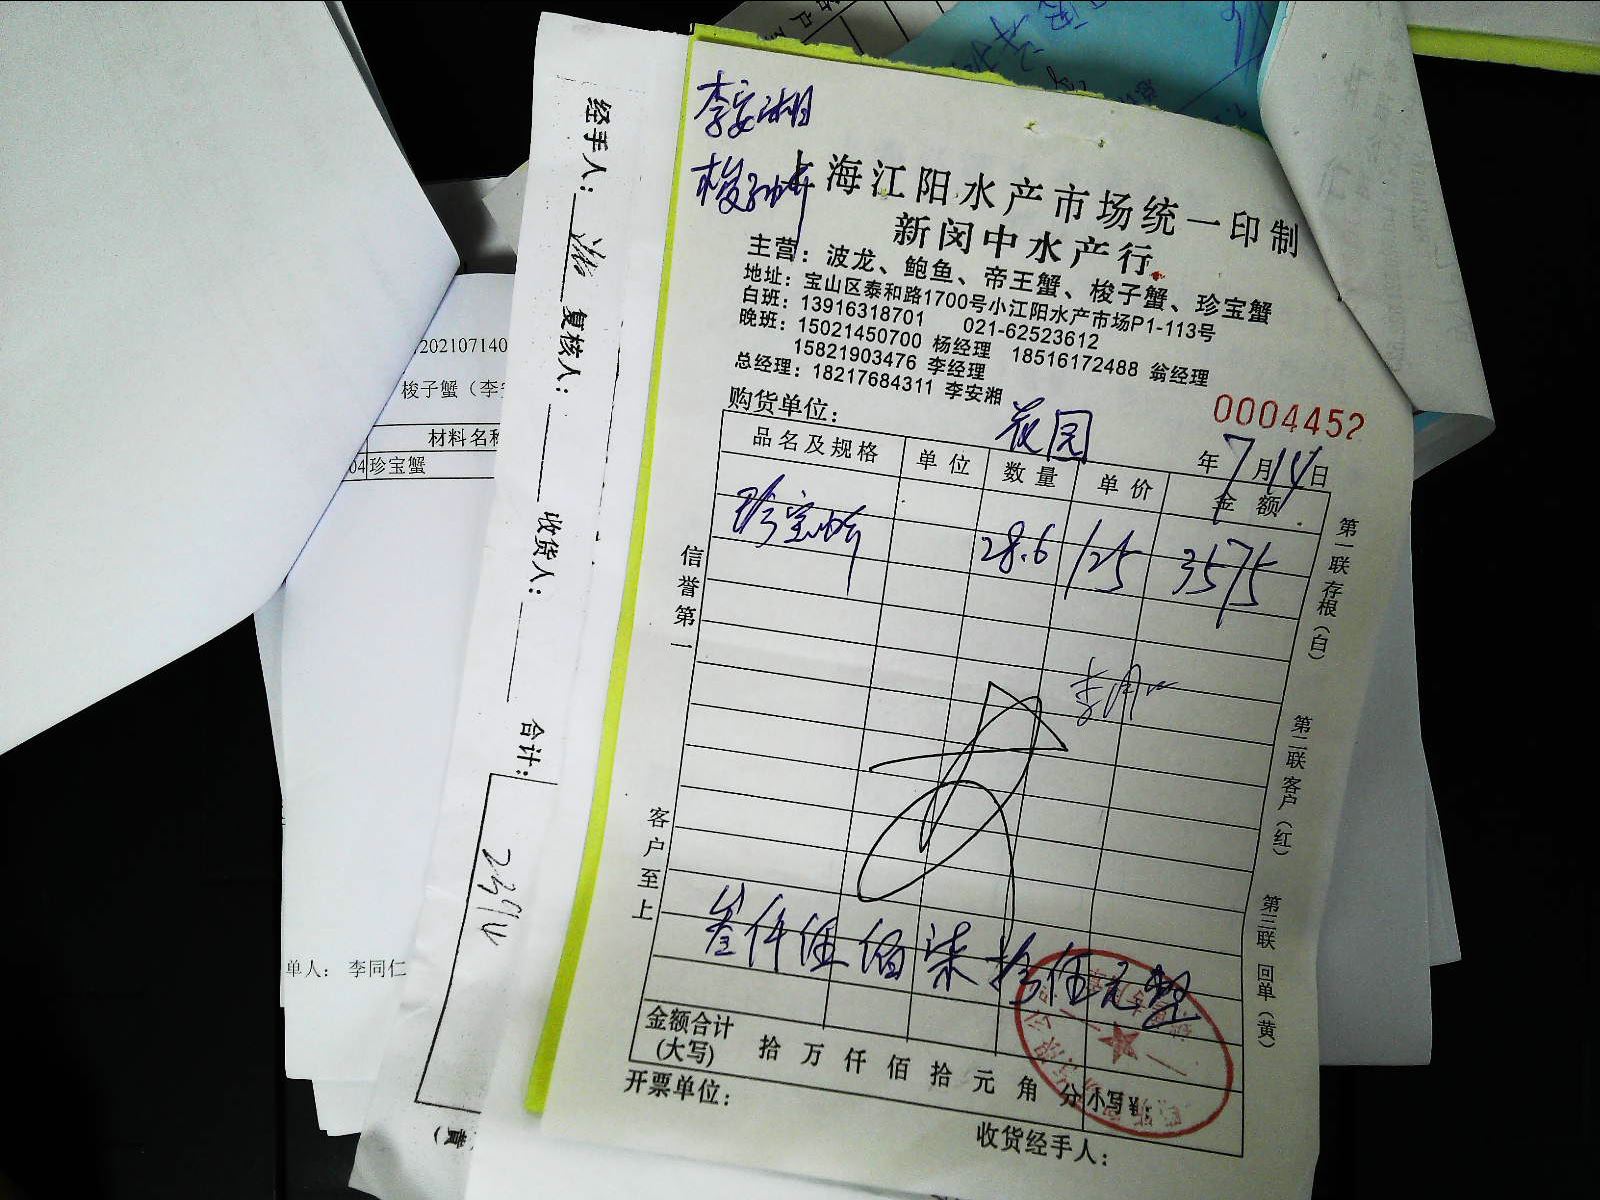 李安湘
梭子蟹
上海江阳水产市场统一印制
新闵中水产行
主营：波龙、鲍鱼、帝王蟹、梭子蟹、珍宝蟹
地址：宝山区泰和路1700号小江阳水产市场P1-113号
白班：13916318701 021-62523612
晚班：15021450700 杨经理 18516172488 翁经理
15821903476 李经理
总经理：18217684311 李安湘
0004452
购货单位：花园
年7月14日
品名及规格 单位 数量 单价 金额
珍宝蟹 28.6 125 3575
叁仟伍佰柒拾伍元整
金额合计
(大写) 拾 万 仟 佰 拾 元 角 分 小写¥:
开票单位：
收货经手人：
信誉第一
客户至上
第一联 存根（白）
第二联 客户（红）
第三联 回单（黄）
经手人： 复核人： 收货人： 合计：
202107140
梭子蟹（李
材料名称
04 珍宝蟹
单人： 李同仁